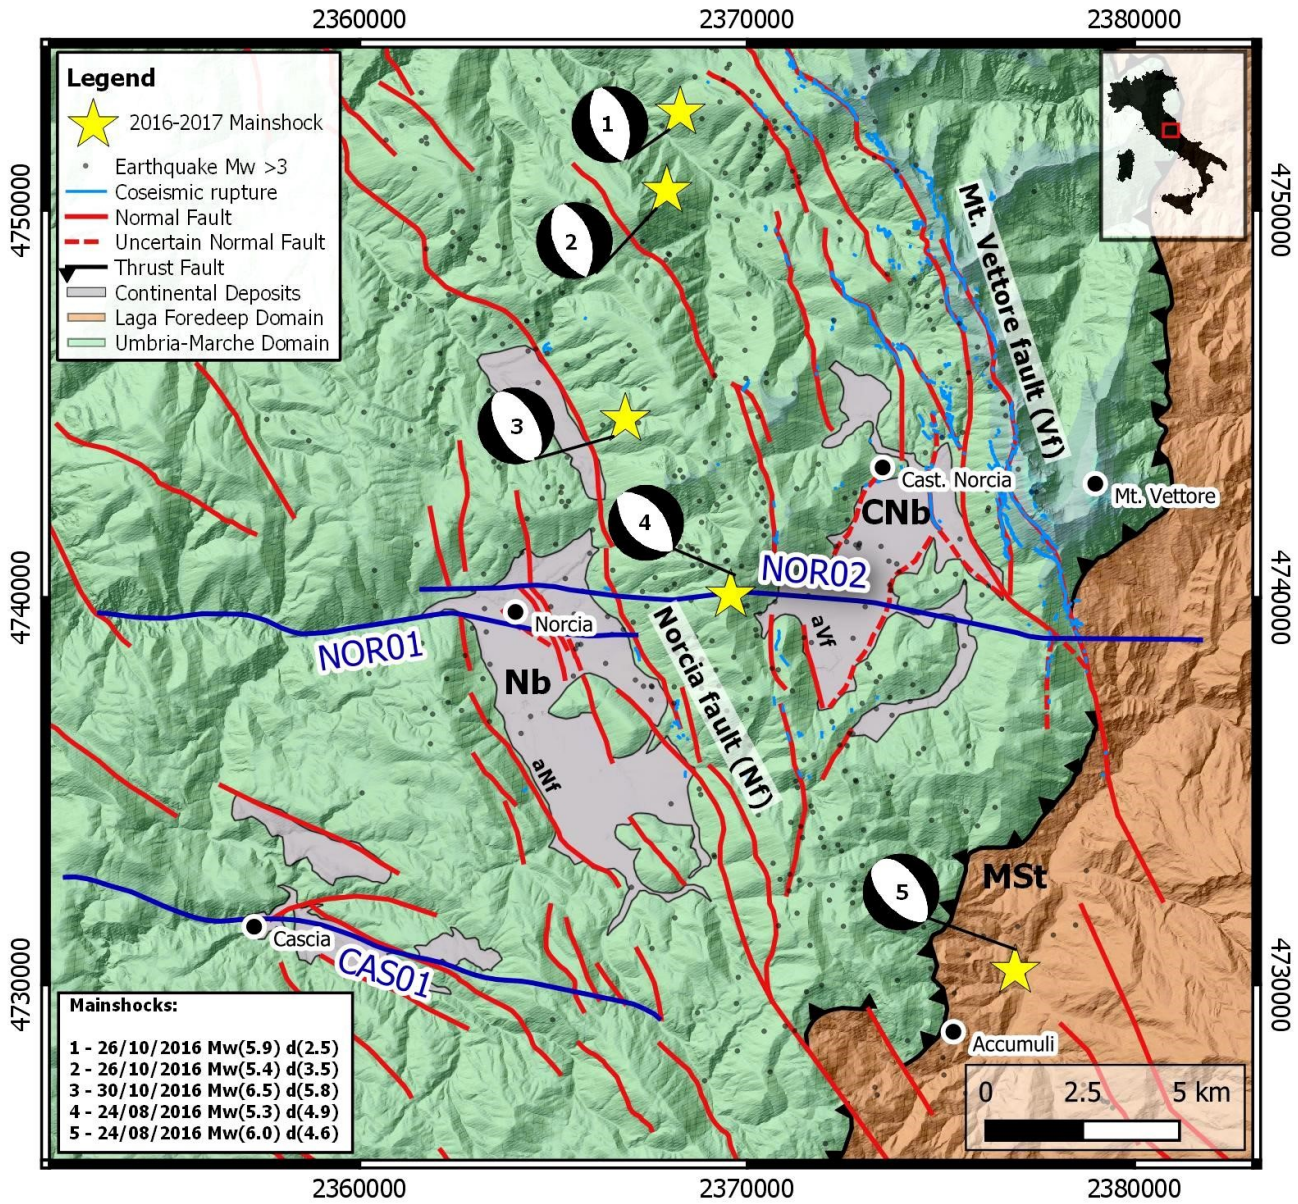 2360000
2370000
2380000
Legend
2016-2017 Mainshock
Earthquake Mw >3
Coseismic rupture
Normal Fault
Uncertain Normal Fault
Thrust Fault
Continental Deposits
Laga Foredeep Domain
Umbria-Marche Domain
4750000
4750000
1
2
3
4
5
Mt. Vettore fault (Vf)
Cast. Norcia
Mt. Vettore
CNb
NOR02
4740000
4740000
Norcia
NOR01
Nb
aVf
Norcia fault (Nf)
aNf
MSt
Cascia
CAS01
4730000
4730000
Accumuli
Mainshocks:
1 - 26/10/2016 Mw(5.9) d(2.5)
2 - 26/10/2016 Mw(5.4) d(3.5)
3 - 30/10/2016 Mw(6.5) d(5.8)
4 - 24/08/2016 Mw(5.3) d(4.9)
5 - 24/08/2016 Mw(6.0) d(4.6)
0 2.5 5 km
2360000
2370000
2380000